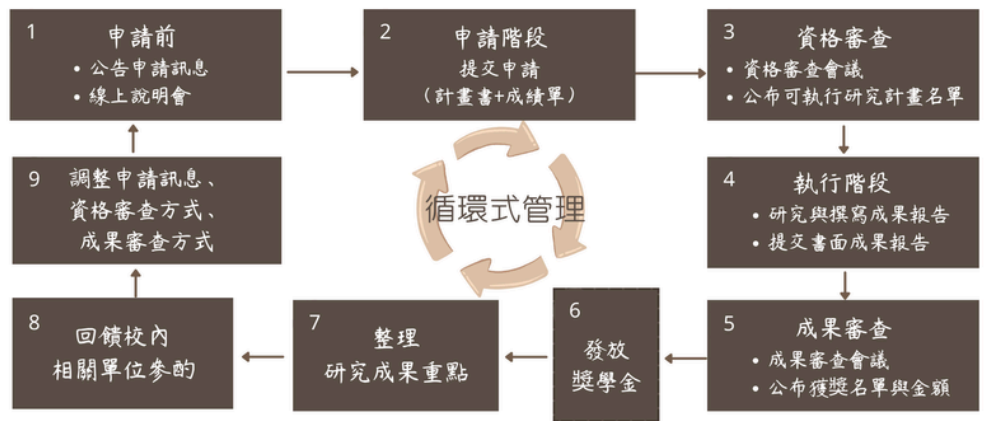 1
申請前
• 公告申請訊息
• 線上說明會
2
申請階段
提交申請
(計畫書+成績單)
3
資格審查
• 資格審查會議
• 公布可執行研究計畫名單
4
執行階段
• 研究與撰寫成果報告
• 提交書面成果報告
5
成果審查
• 成果審查會議
• 公布獲獎名單與金額
6
發放
獎學金
7
整理
研究成果重點
8
回饋校內
相關單位參酌
9
調整申請訊息、
資格審查方式、
成果審查方式
循環式管理